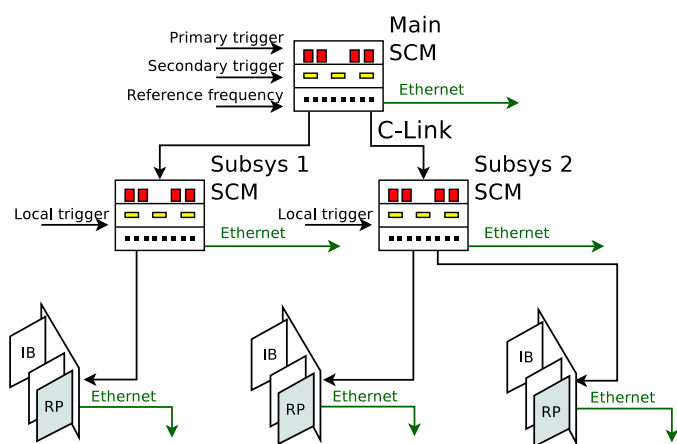 Main
SCM
Primary trigger
Secondary trigger
Reference frequency
Ethernet
C-Link
Subsys 1
SCM
Subsys 2
SCM
Local trigger
Ethernet
Local trigger
Ethernet
IB
RP
Ethernet
IB
RP
Ethernet
IB
RP
Ethernet